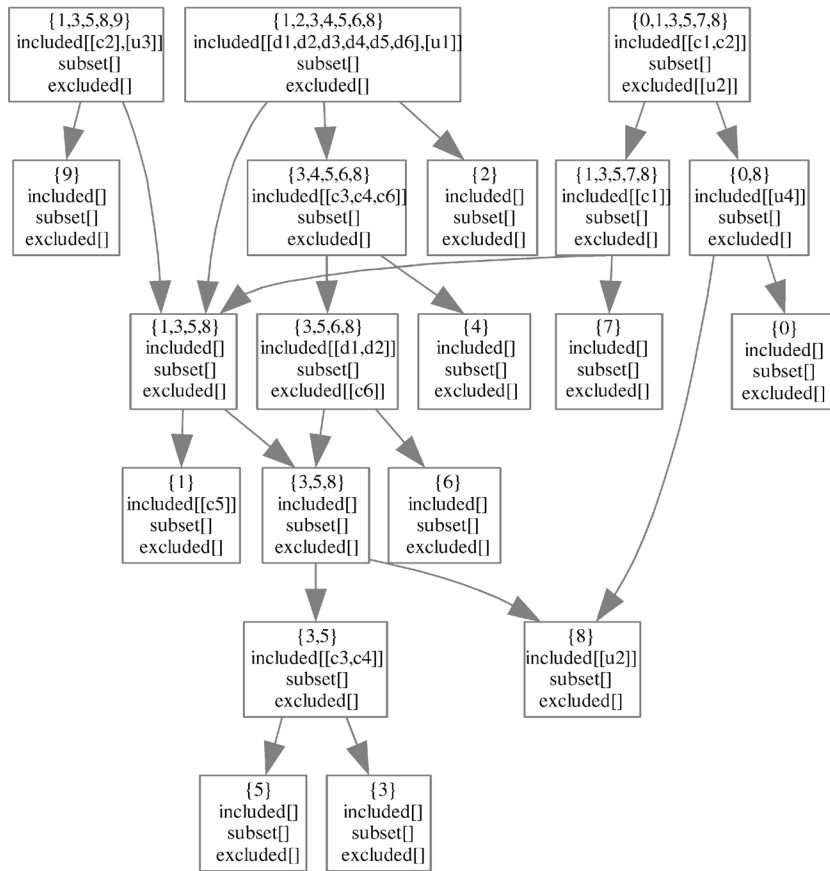 {1,3,5,8,9}
included[[c2],[u3]]
subset[]
excluded[]
{1,2,3,4,5,6,8}
included[[d1,d2,d3,d4,d5,d6],[u1]]
subset[]
excluded[]
{0,1,3,5,7,8}
included[[c1,c2]]
subset[]
excluded[[u2]]
{9}
included[]
subset[]
excluded[]
{3,4,5,6,8}
included[[c3,c4,c6]]
subset[]
excluded[]
{2}
included[]
subset[]
excluded[]
{1,3,5,7,8}
included[[c1]]
subset[]
excluded[]
{0,8}
included[[u4]]
subset[]
excluded[]
{1,3,5,8}
included[]
subset[]
excluded[]
{3,5,6,8}
included[[d1,d2]]
subset[]
excluded[[c6]]
{4}
included[]
subset[]
excluded[]
{7}
included[]
subset[]
excluded[]
{0}
included[]
subset[]
excluded[]
{1}
included[[c5]]
subset[]
excluded[]
{3,5,8}
included[]
subset[]
excluded[]
{6}
included[]
subset[]
excluded[]
{3,5}
included[[c3,c4]]
subset[]
excluded[]
{8}
included[[u2]]
subset[]
excluded[]
{5}
included[]
subset[]
excluded[]
{3}
included[]
subset[]
excluded[]